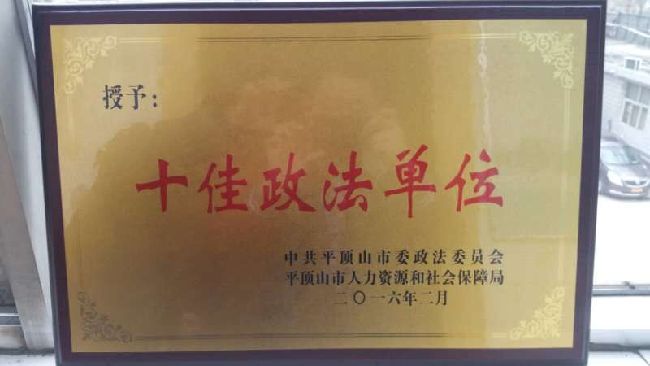 授予：
十佳政法单位
中共平顶山市委政法委员会
平顶山市人力资源和社会保障局
二〇一六年二月